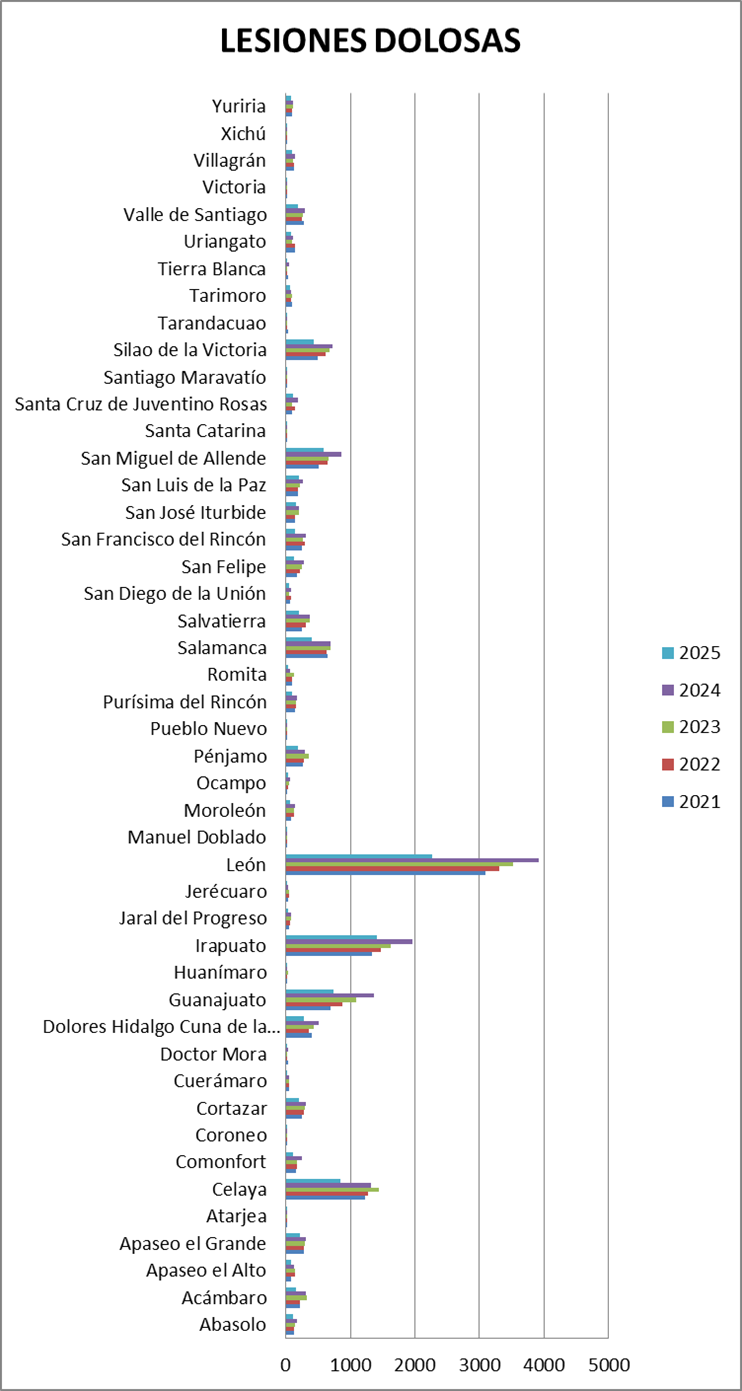 LESIONES DOLOSAS
Yuriria
Xichú
Villagrán
Victoria
Valle de Santiago
Uriangato
Tierra Blanca
Tarimoro
Tarandacuao
Silao de la Victoria
Santiago Maravatío
Santa Cruz de Juventino Rosas
Santa Catarina
San Miguel de Allende
San Luis de la Paz
San José Iturbide
San Francisco del Rincón
San Felipe
San Diego de la Unión
Salvatierra
Salamanca
Romita
Purísima del Rincón
Pueblo Nuevo
Pénjamo
Ocampo
Moroleón
Manuel Doblado
León
Jerécuaro
Jaral del Progreso
Irapuato
Huanímaro
Guanajuato
Dolores Hidalgo Cuna de la...
Doctor Mora
Cuerámaro
Cortazar
Coroneo
Comonfort
Celaya
Atarjea
Apaseo el Grande
Apaseo el Alto
Acámbaro
Abasolo
0 1000 2000 3000 4000 5000
2025
2024
2023
2022
2021